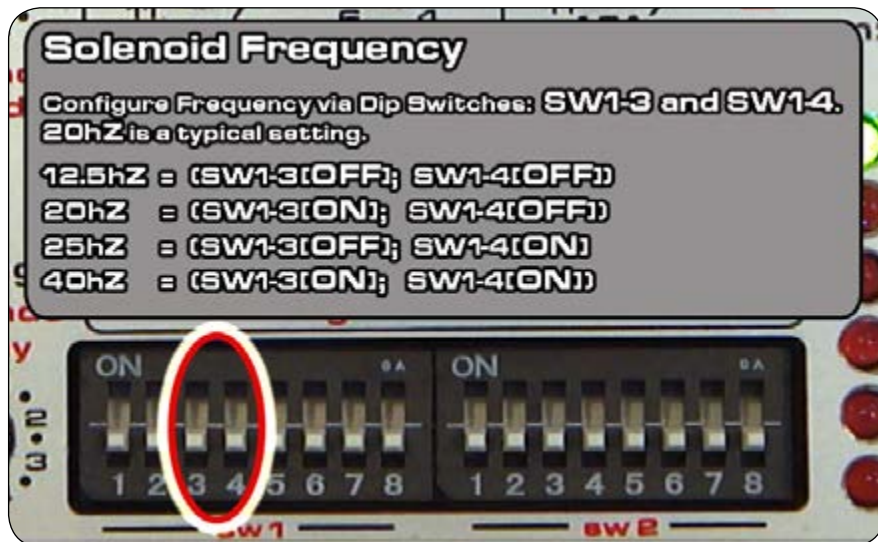 Solenoid Frequency
Configure Frequency via Dip Switches: SW1-3 and SW1-4.
20hZ is a typical setting.
12.5hZ = (SW1-3[OFF]; SW1-4[OFF])
20hZ = (SW1-3[ON]; SW1-4[OFF])
25hZ = (SW1-3[OFF]; SW1-4[ON]
40hZ = (SW1-3[ON]; SW1-4[ON])
y
2
3
ON
ON
1 2 3 4 5 6 7 8
1 2 3 4 5 6 7 8
SW1
SW2